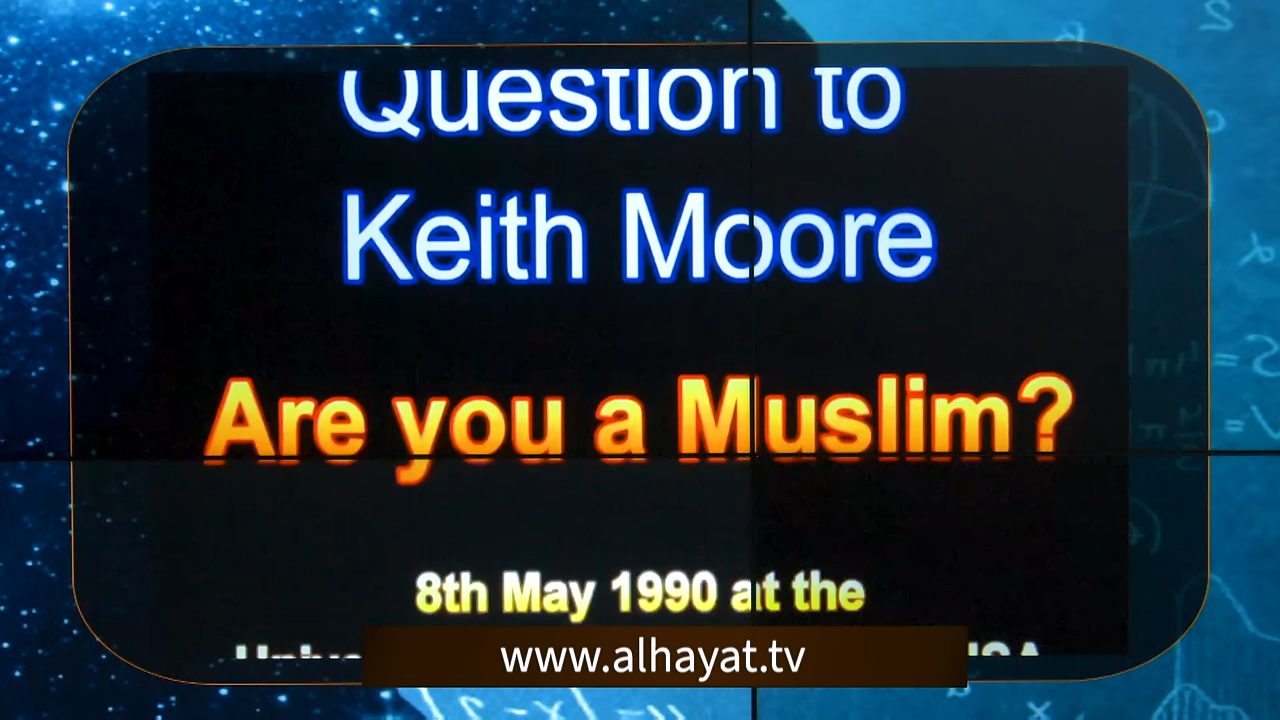 Question to
Keith Moore
Are you a Muslim?
8th May 1990 at the
www.alhayat.tv